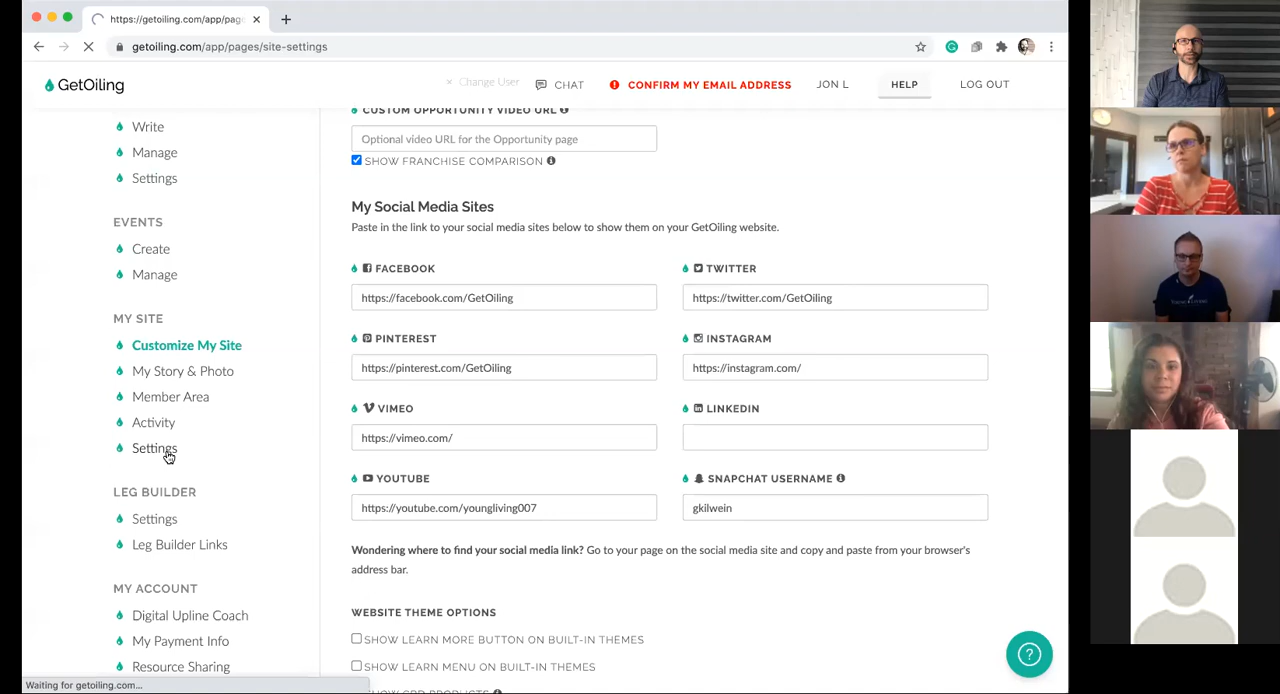 https://getoiling.com/app/page
getoiling.com/app/pages/site-settings
GetOiling
Change User
CHAT
CONFIRM MY EMAIL ADDRESS
JON L
HELP
LOG OUT
Write
Manage
Settings
EVENTS
Create
Manage
MY SITE
Customize My Site
My Story & Photo
Member Area
Activity
Settings
LEG BUILDER
Settings
Leg Builder Links
MY ACCOUNT
Digital Upline Coach
My Payment Info
Resource Sharing
Waiting for getoiling.com...
CUSTOM OPPORTUNITY VIDEO URL
Optional video URL for the Opportunity page
SHOW FRANCHISE COMPARISON
My Social Media Sites
Paste in the link to your social media sites below to show them on your GetOiling website.
FACEBOOK
https://facebook.com/GetOiling
TWITTER
https://twitter.com/GetOiling
PINTEREST
https://pinterest.com/GetOiling
INSTAGRAM
https://instagram.com/
VIMEO
https://vimeo.com/
LINKEDIN
YOUTUBE
https://youtube.com/youngliving007
SNAPCHAT USERNAME
gkilwein
Wondering where to find your social media link? Go to your page on the social media site and copy and paste from your browser's
address bar.
WEBSITE THEME OPTIONS
SHOW LEARN MORE BUTTON ON BUILT-IN THEMES
SHOW LEARN MENU ON BUILT-IN THEMES
SHOW CBD PRODUCTS